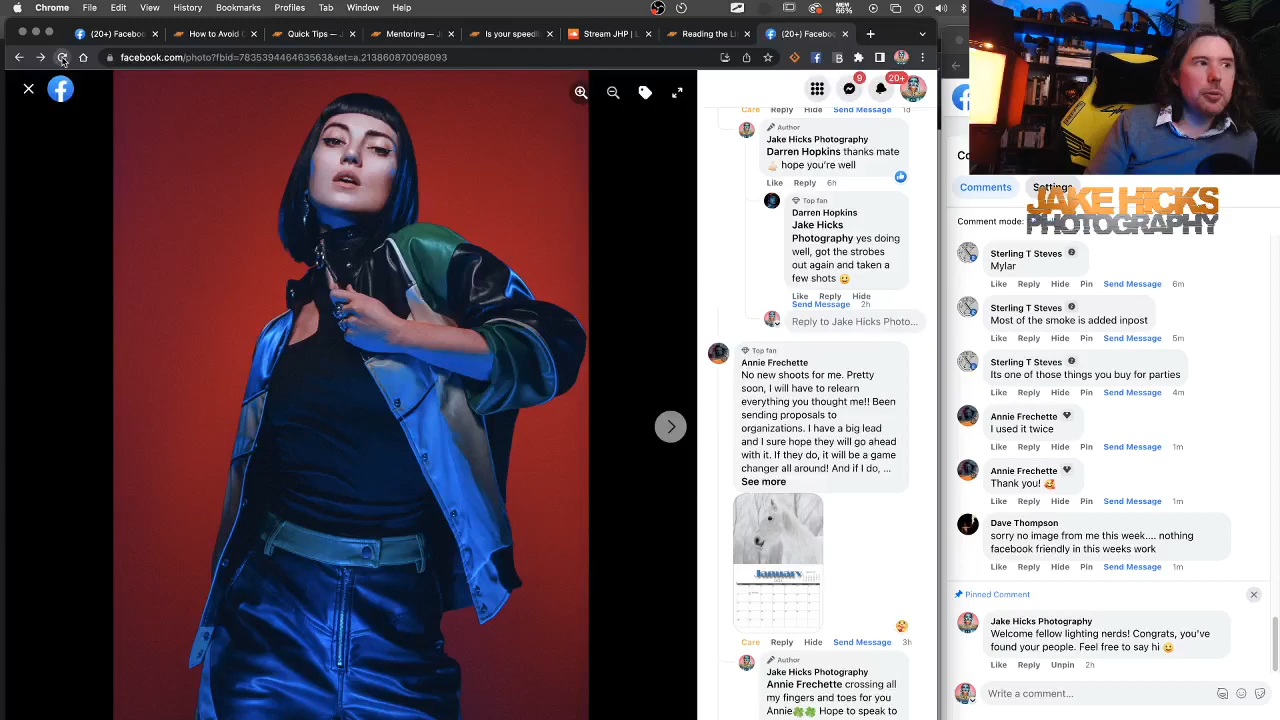 Chrome File Edit View History Bookmarks Profiles Tab Window Help
(20+) Faceboo
How to Avoid
Quick Tips — J
Mentoring — J
Is your speedli
Stream JHP | L
Reading the Li
(20+) Faceboo
facebook.com/photo?fbid=783539446463563&set=a.213860870098093
9
20+
Care Reply Hide Send Message 1d
Author
Jake Hicks Photography
Darren Hopkins thanks mate
hope you're well
Like Reply 6h
Top fan
Darren Hopkins
Jake Hicks
Photography yes doing
well, got the strobes
out again and taken a
few shots
Like Reply Hide
Send Message 2h
Reply to Jake Hicks Photo...
Top fan
Annie Frechette
No new shoots for me. Pretty
soon, I will have to relearn
everything you thought me!! Been
sending proposals to
organizations. I have a big lead
and I sure hope they will go ahead
with it. If they do, it will be a game
changer all around! And if I do, ...
See more
January
Care Reply Hide Send Message 3h
Author
Jake Hicks Photography
Annie Frechette crossing all
my fingers and toes for you
Annie🍀🍀 Hope to speak to
Comments Settings
JAKE HICKS
PHOTOGRAPHY
Comment mode:
Sterling T Steves
Mylar
Like Reply Hide Pin Send Message 6m
Sterling T Steves
Most of the smoke is added inpost
Like Reply Hide Pin Send Message 5m
Sterling T Steves
Its one of those things you buy for parties
Like Reply Hide Pin Send Message 4m
Annie Frechette
I used it twice
Like Reply Hide Pin Send Message 1m
Annie Frechette
Thank you! 🥰
Like Reply Hide Pin Send Message 1m
Dave Thompson
sorry no image from me this week.... nothing
facebook friendly in this weeks work
Like Reply Hide Pin Send Message 1m
Pinned Comment
Jake Hicks Photography
Welcome fellow lighting nerds! Congrats, you've
found your people. Feel free to say hi 😀
Like Reply Unpin 2h
Write a comment...